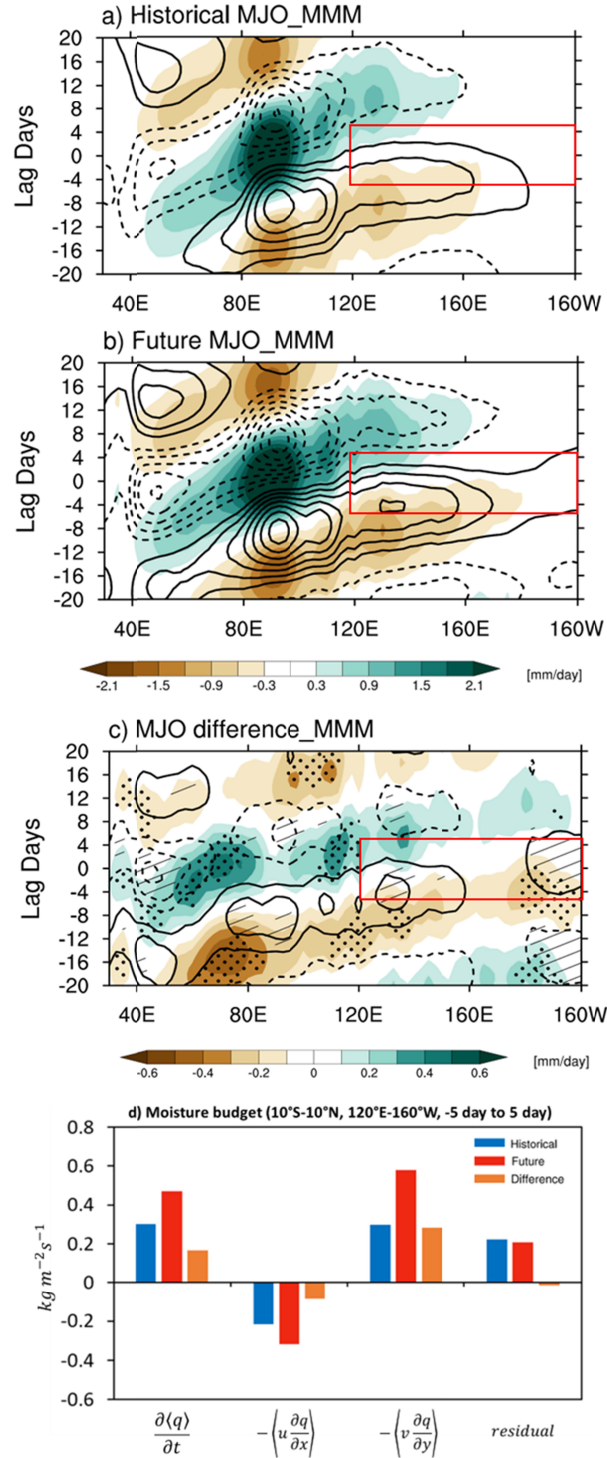 a) Historical MJO_MMM
20
16
12
8
4
0
-4
-8
-12
-16
-20
Lag Days
40E 80E 120E 160E 160W
b) Future MJO_MMM
20
16
12
8
4
0
-4
-8
-12
-16
-20
Lag Days
40E 80E 120E 160E 160W
-2.1 -1.5 -0.9 -0.3 0.3 0.9 1.5 2.1 [mm/day]
c) MJO difference_MMM
20
16
12
8
4
0
-4
-8
-12
-16
-20
Lag Days
40E 80E 120E 160E 160W
-0.6 -0.4 -0.2 0 0.2 0.4 0.6 [mm/day]
d) Moisture budget (10°S-10°N, 120°E-160°W, -5 day to 5 day)
0.8
0.6
0.4
0.2
0
-0.2
-0.4
-0.6
kg m⁻² s⁻¹
Historical
Future
Difference
∂⟨q⟩/∂t −⟨u ∂q/∂x⟩ −⟨v ∂q/∂y⟩ residual